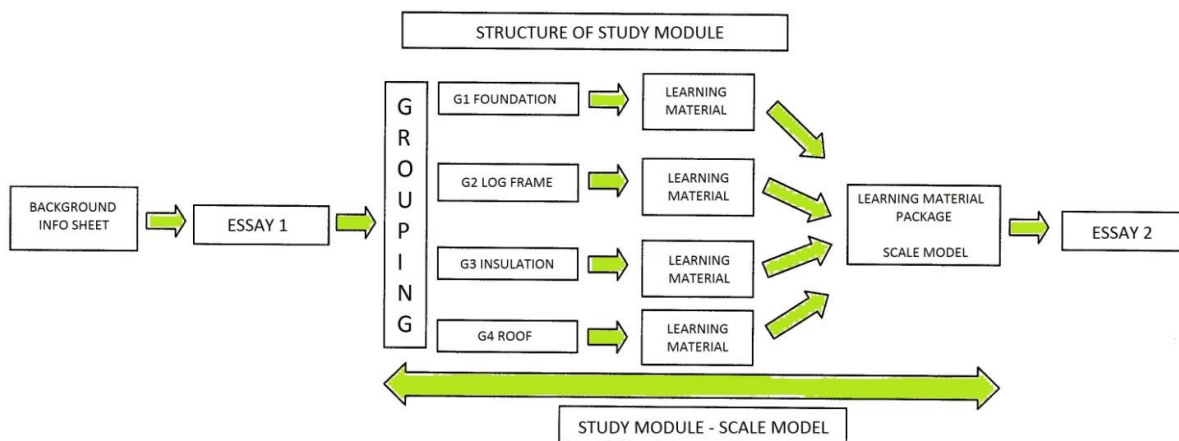 STRUCTURE OF STUDY MODULE
BACKGROUND
INFO SHEET
ESSAY 1
GROUPING
G1 FOUNDATION
LEARNING
MATERIAL
G2 LOG FRAME
LEARNING
MATERIAL
G3 INSULATION
LEARNING
MATERIAL
G4 ROOF
LEARNING
MATERIAL
LEARNING MATERIAL
PACKAGE
SCALE MODEL
ESSAY 2
STUDY MODULE - SCALE MODEL